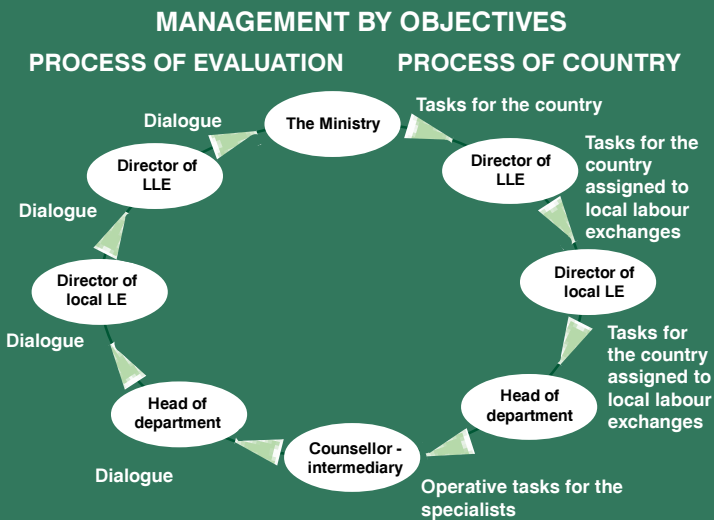 MANAGEMENT BY OBJECTIVES
PROCESS OF EVALUATION
PROCESS OF COUNTRY
The Ministry
Tasks for the country
Director of
LLE
Tasks for the
country
assigned to
local labour
exchanges
Director of
local LE
Tasks for
the country
assigned to
local labour
exchanges
Head of
department
Operative tasks for the
specialists
Counsellor -
intermediary
Dialogue
Head of
department
Dialogue
Director of
local LE
Dialogue
Director of
LLE
Dialogue